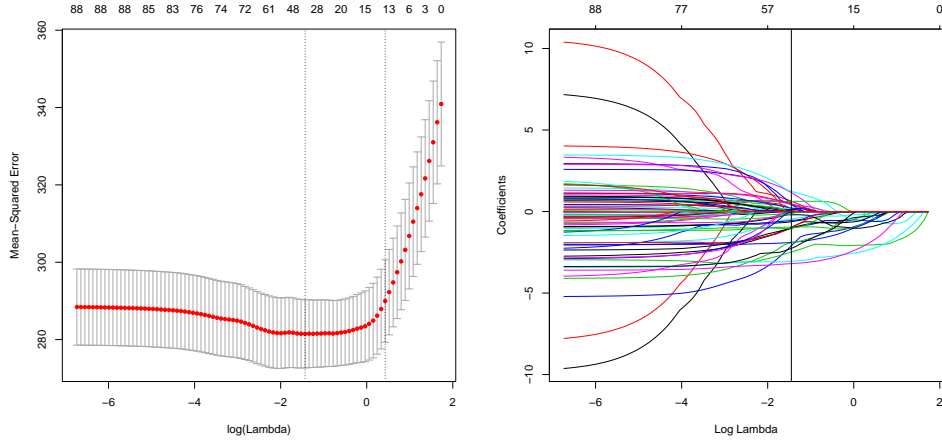 88 88 88 85 83 76 74 72 61 48 28 20 15 13 6 3 0
360
340
320
300
280
Mean−Squared Error
−6 −4 −2 0 2
log(Lambda)
88 77 57 15 0
10
5
0
−5
−10
Coefficients
−6 −4 −2 0 2
Log Lambda